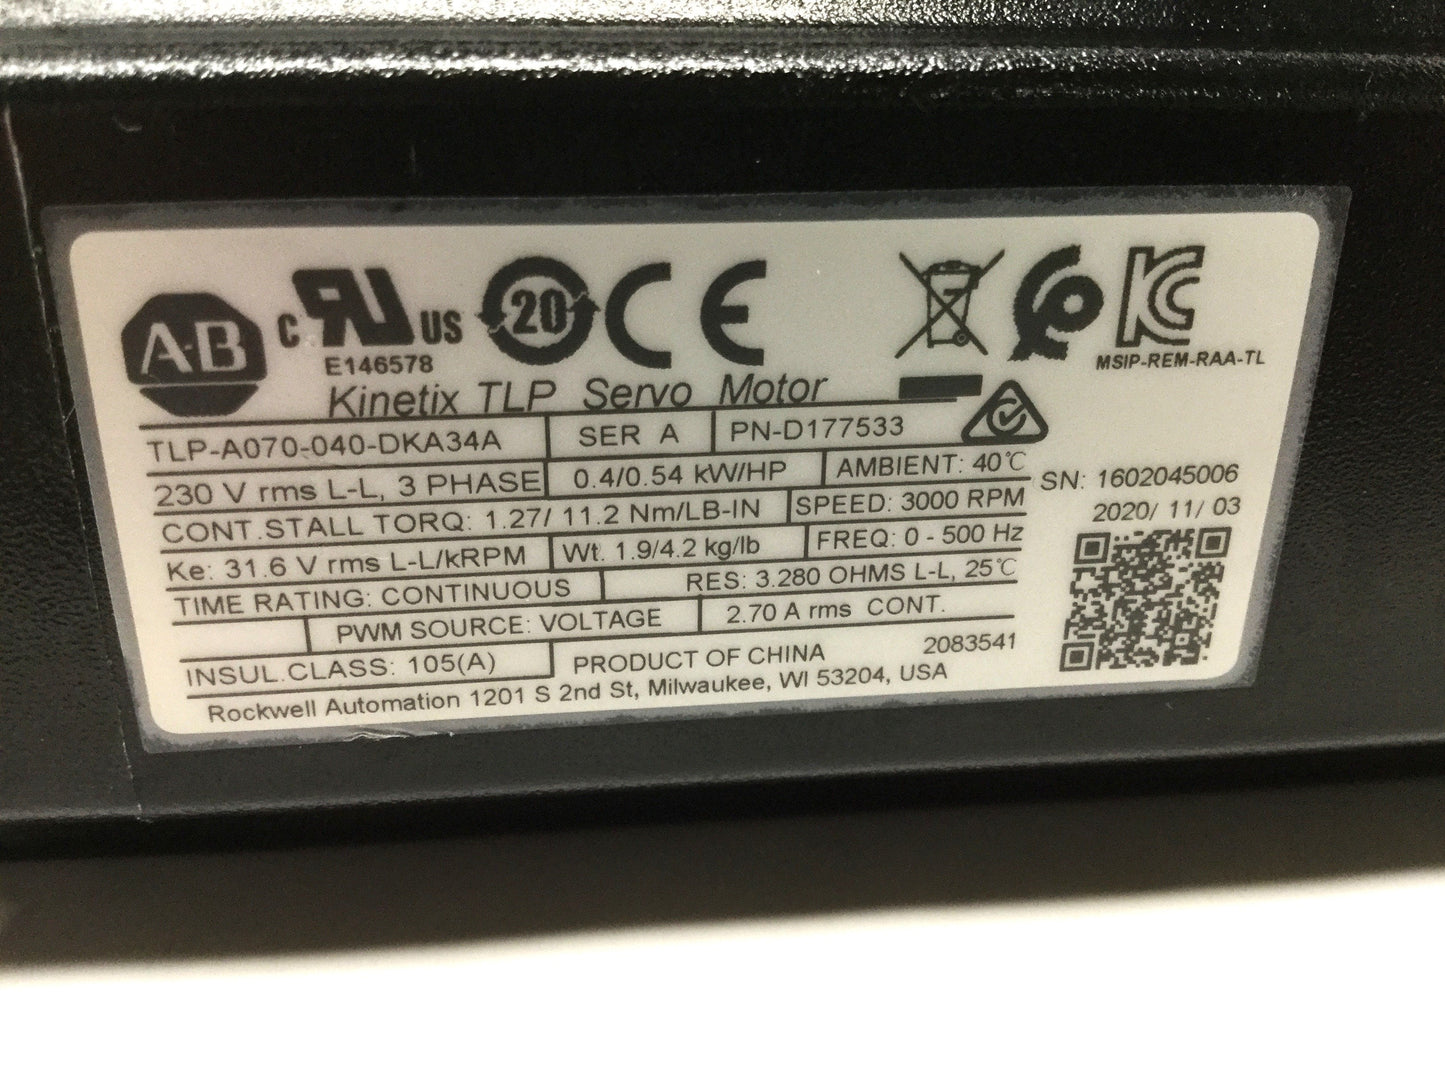 A-B
C RU US
E146578
20
CE
MSIP-REM-RAA-TL
Kinetix TLP Servo Motor
TLP-A070-040-DKA34A SER A PN-D177533
230 V rms L-L, 3 PHASE 0.4/0.54 kW/HP AMBIENT: 40℃
SN: 1602045006
CONT.STALL TORQ: 1.27/ 11.2 Nm/LB-IN SPEED: 3000 RPM
2020/ 11/ 03
Ke: 31.6 V rms L-L/kRPM Wt. 1.9/4.2 kg/lb FREQ: 0 - 500 Hz
TIME RATING: CONTINUOUS RES: 3.280 OHMS L-L, 25℃
PWM SOURCE: VOLTAGE 2.70 A rms CONT.
INSUL.CLASS: 105(A) PRODUCT OF CHINA 2083541
Rockwell Automation 1201 S 2nd St, Milwaukee, WI 53204, USA